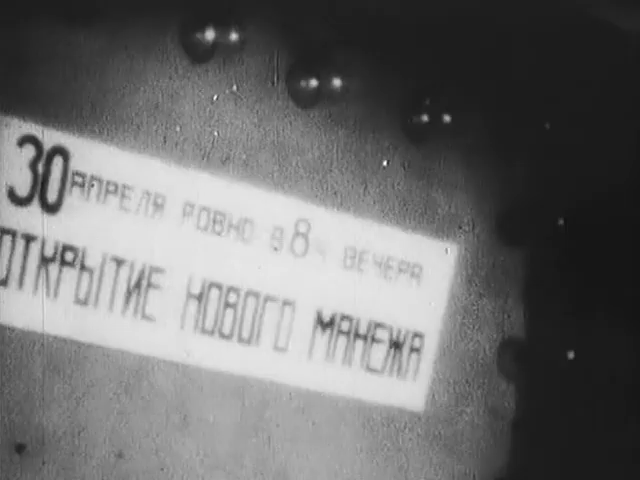 30 АПРЕЛЯ РОВНО В 8 Ч ВЕЧЕРА
ОТКРЫТИЕ НОВОГО МАНЕЖА